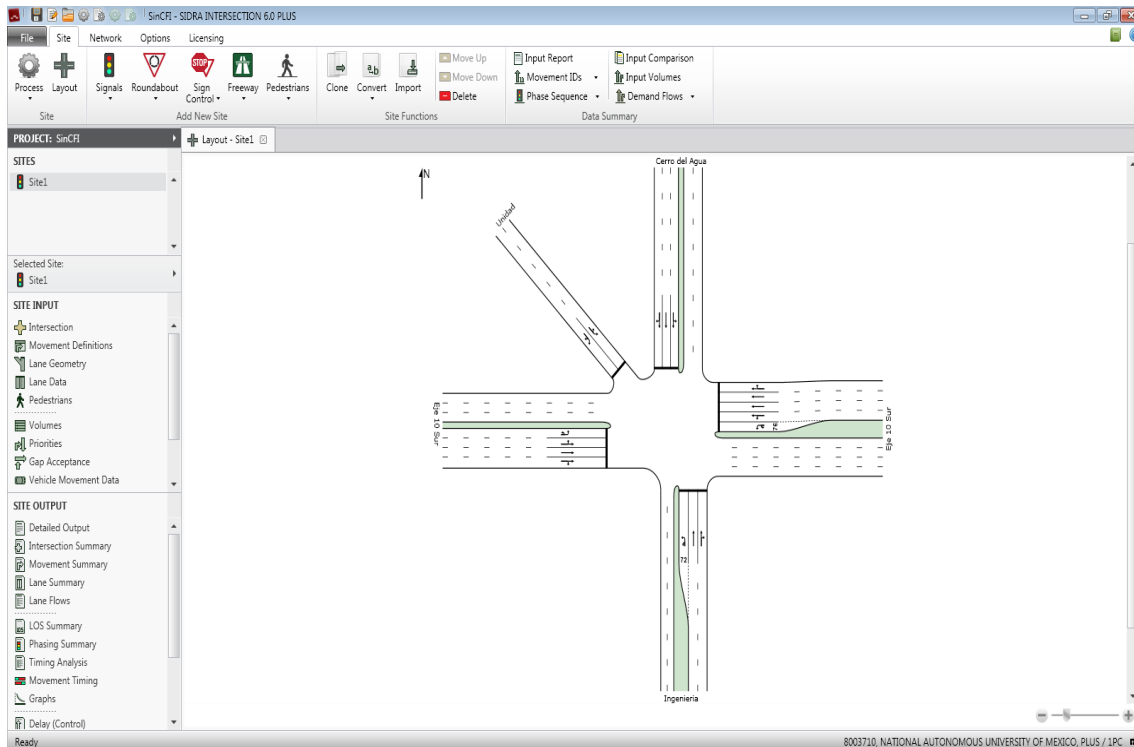 SinCFI - SIDRA INTERSECTION 6.0 PLUS
File Site Network Options Licensing
Process Layout Signals Roundabout Sign Control Freeway Pedestrians Clone Convert Import
Move Up
Move Down
Delete
Input Report
Movement IDs
Phase Sequence
Input Comparison
Input Volumes
Demand Flows
Site Add New Site Site Functions Data Summary
PROJECT: SinCFI
Layout - Site1
SITES
Site1
Selected Site:
Site1
SITE INPUT
Intersection
Movement Definitions
Lane Geometry
Lane Data
Pedestrians
Volumes
Priorities
Gap Acceptance
Vehicle Movement Data
SITE OUTPUT
Detailed Output
Intersection Summary
Movement Summary
Lane Summary
Lane Flows
LOS Summary
Phasing Summary
Timing Analysis
Movement Timing
Graphs
Delay (Control)
N
Cerro del Agua
Unidad
Eje 10 Sur
76
Eje 10 Sur
72
Ingenieria
Ready
8003710, NATIONAL AUTONOMOUS UNIVERSITY OF MEXICO, PLUS / 1PC